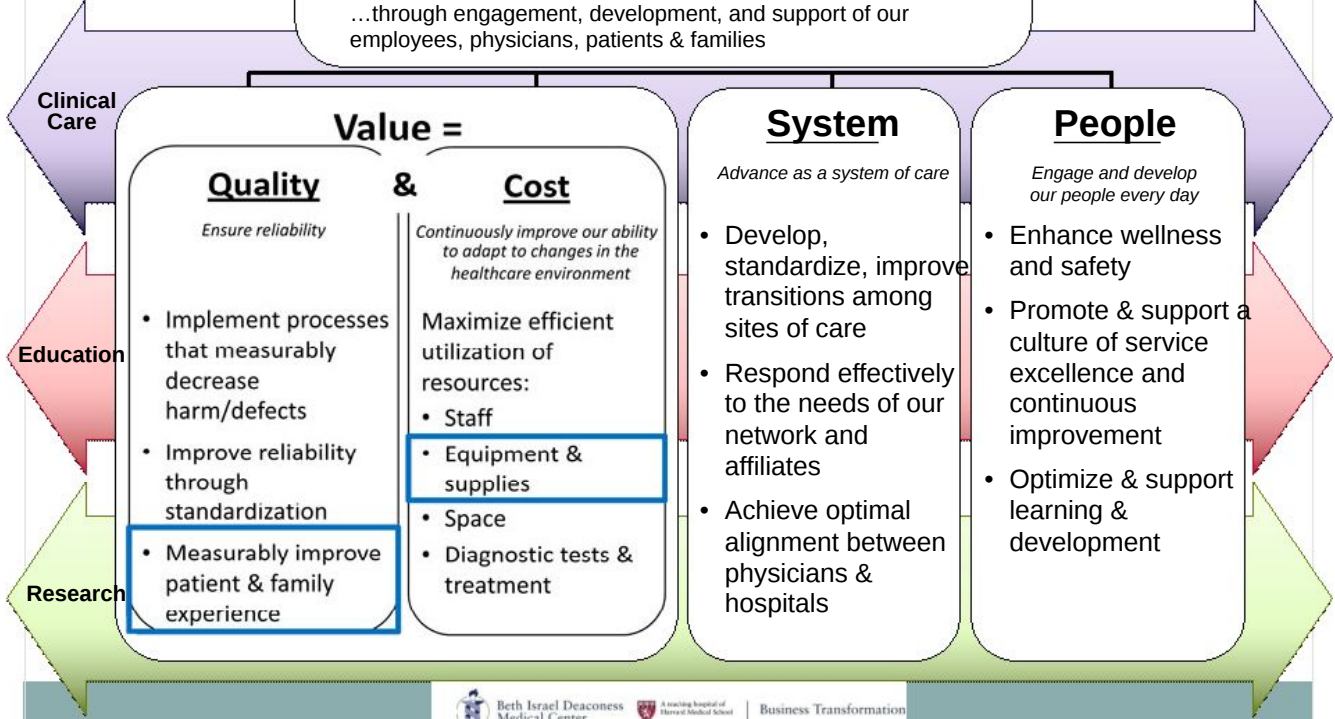 …through engagement, development, and support of our
employees, physicians, patients & families
Clinical
Care
Education
Research
Value =
Quality
&
Cost
Ensure reliability
• Implement processes
that measurably
decrease
harm/defects
• Improve reliability
through
standardization
• Measurably improve
patient & family
experience
Continuously improve our ability
to adapt to changes in the
healthcare environment
Maximize efficient
utilization of
resources:
• Staff
• Equipment &
supplies
• Space
• Diagnostic tests &
treatment
System
Advance as a system of care
• Develop,
standardize, improve
transitions among
sites of care
• Respond effectively
to the needs of our
network and
affiliates
• Achieve optimal
alignment between
physicians &
hospitals
People
Engage and develop
our people every day
• Enhance wellness
and safety
• Promote & support a
culture of service
excellence and
continuous
improvement
• Optimize & support
learning &
development
Beth Israel Deaconess
Medical Center
A teaching hospital of
Harvard Medical School
Business Transformation